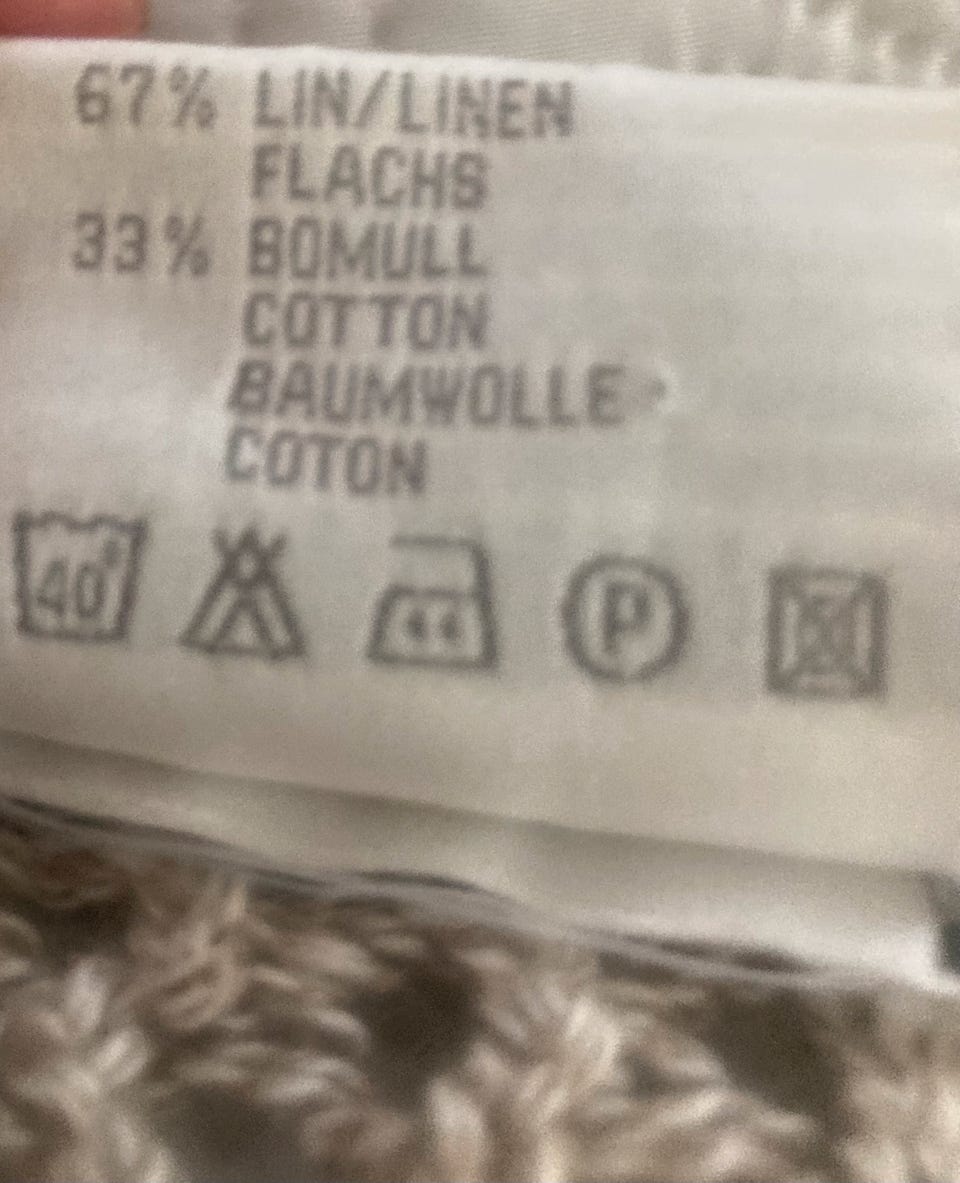 67% LIN/LINEN
FLACHS
33% BOMULL
COTTON
BAUMWOLLE
COTON
40° P